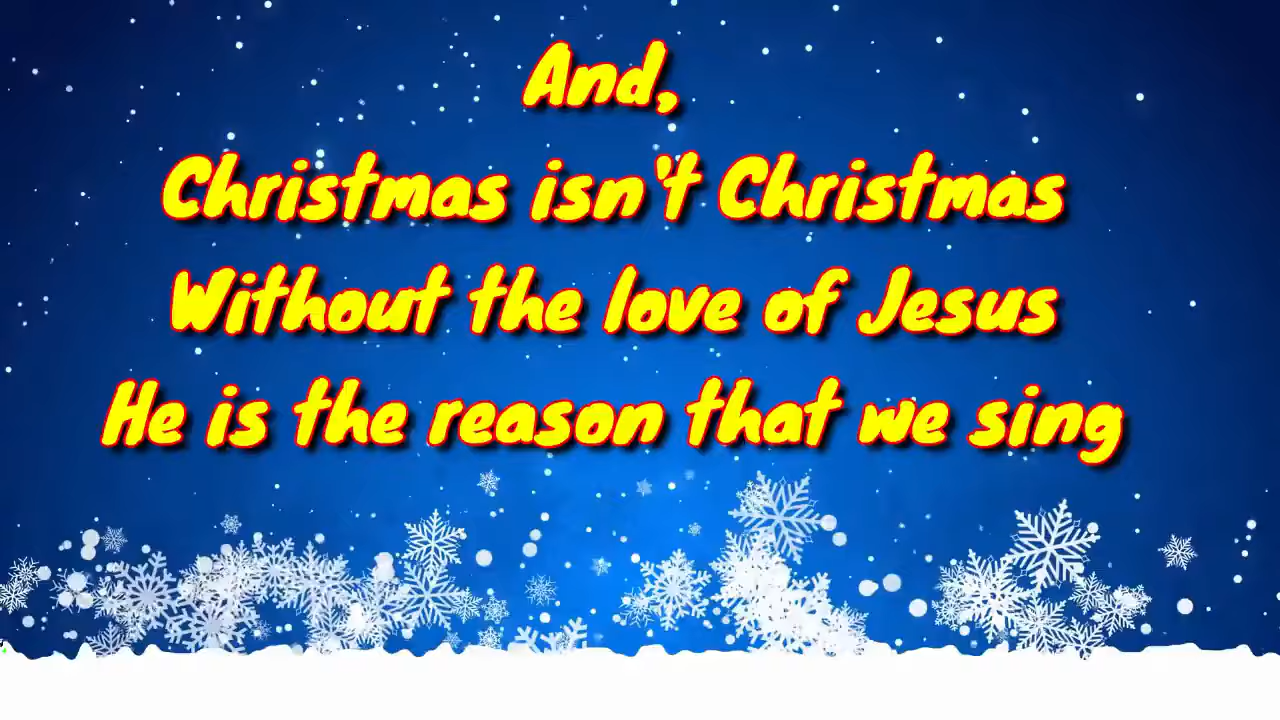 And,
Christmas isn't Christmas
Without the love of Jesus
He is the reason that we sing